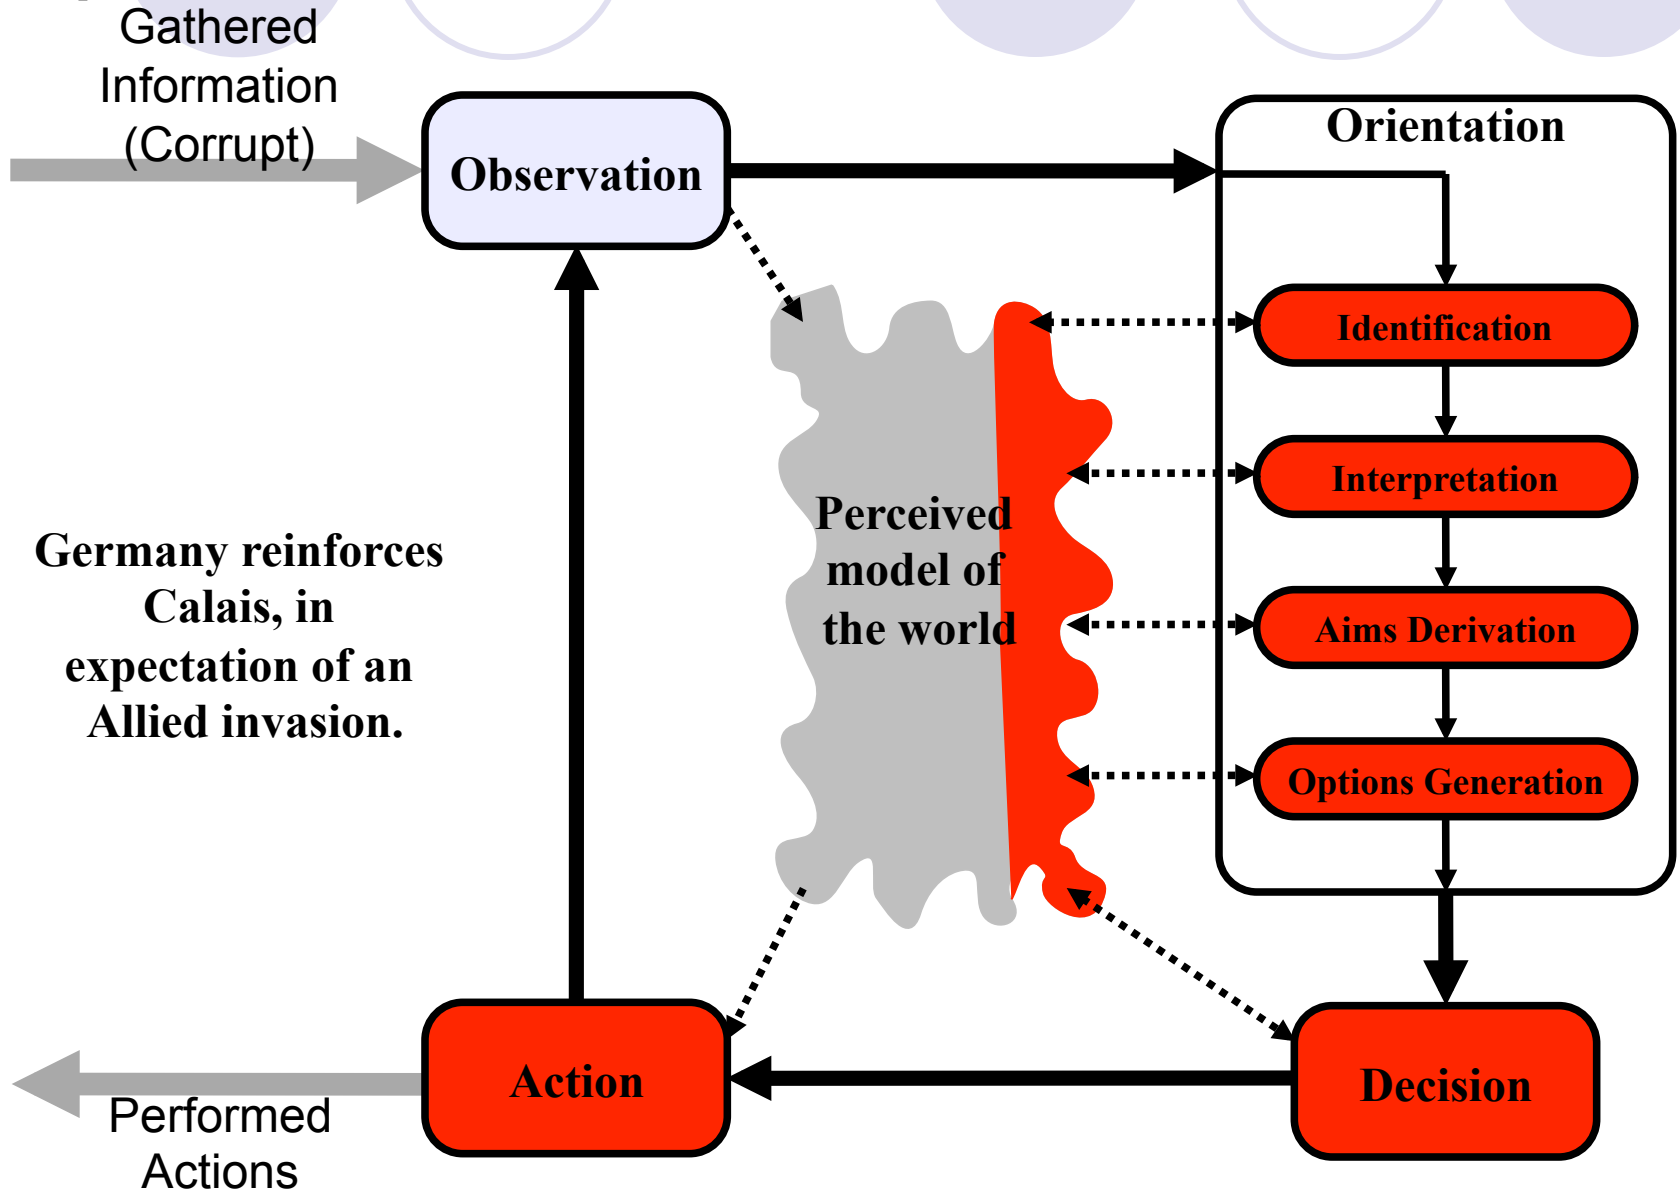 Gathered
Information
(Corrupt)
Observation
Orientation
Identification
Interpretation
Aims Derivation
Options Generation
Perceived
model of
the world
Germany reinforces
Calais, in
expectation of an
Allied invasion.
Action
Decision
Performed
Actions